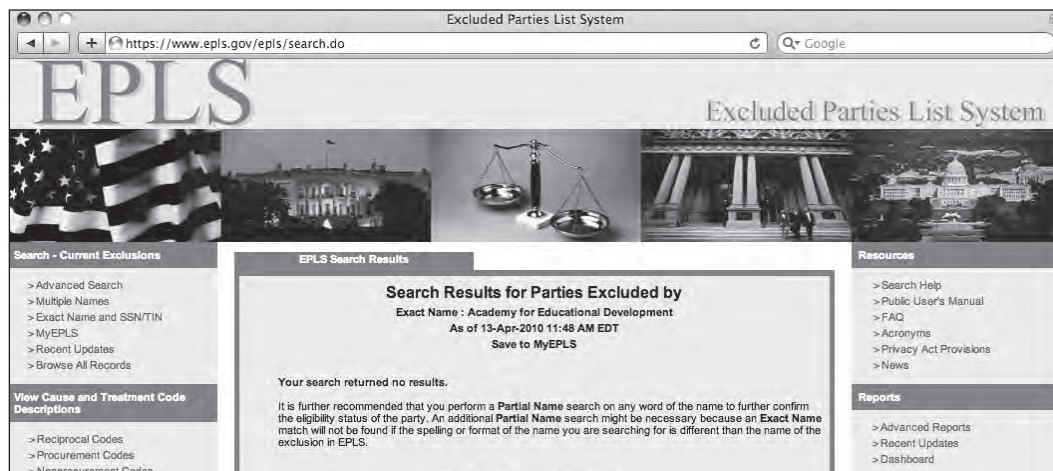 Excluded Parties List System
https://www.epls.gov/epls/search.do
Google
EPLS
Excluded Parties List System
Search - Current Exclusions
> Advanced Search
> Multiple Names
> Exact Name and SSN/TIN
> MyEPLS
> Recent Updates
> Browse All Records
View Cause and Treatment Code
Descriptions
> Reciprocal Codes
> Procurement Codes
> Nonprocurement Codes
EPLS Search Results
Search Results for Parties Excluded by
Exact Name : Academy for Educational Development
As of 13-Apr-2010 11:48 AM EDT
Save to MyEPLS
Your search returned no results.
It is further recommended that you perform a Partial Name search on any word of the name to further confirm
the eligibility status of the party. An additional Partial Name search might be necessary because an Exact Name
match will not be found if the spelling or format of the name you are searching for is different than the name of the
exclusion in EPLS.
Resources
> Search Help
> Public User's Manual
> FAQ
> Acronyms
> Privacy Act Provisions
> News
Reports
> Advanced Reports
> Recent Updates
> Dashboard